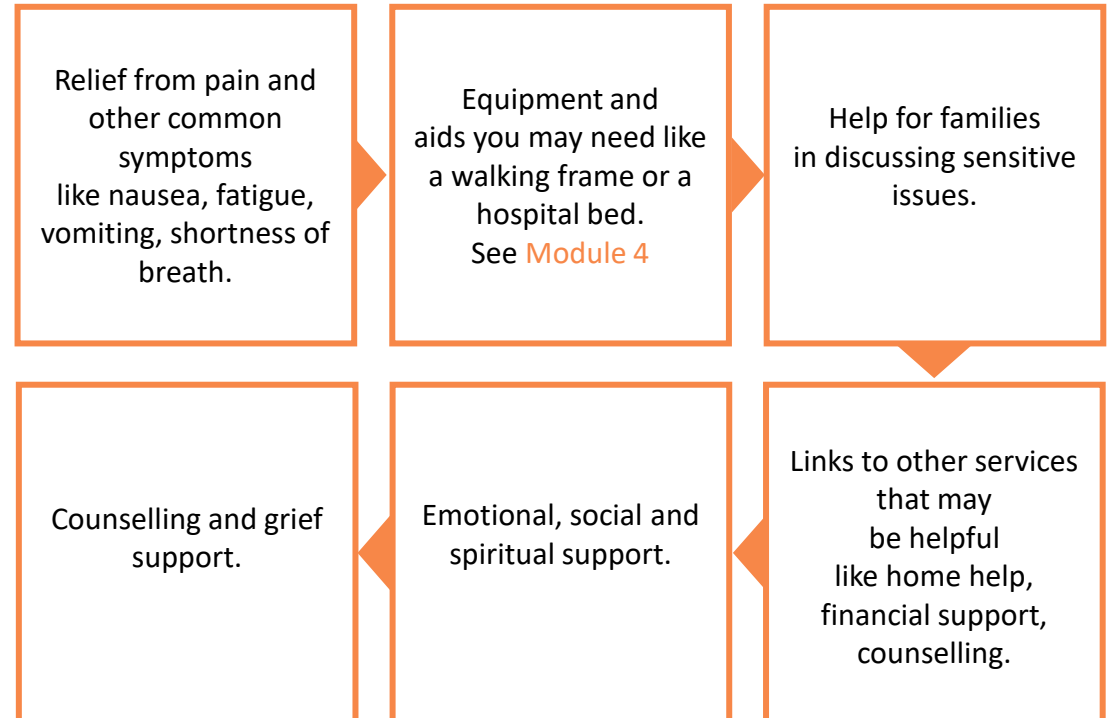 Relief from pain and
other common
symptoms
like nausea, fatigue,
vomiting, shortness of
breath.
Equipment and
aids you may need like
a walking frame or a
hospital bed.
See Module 4
Help for families
in discussing sensitive
issues.
Links to other services
that may
be helpful
like home help,
financial support,
counselling.
Emotional, social and
spiritual support.
Counselling and grief
support.